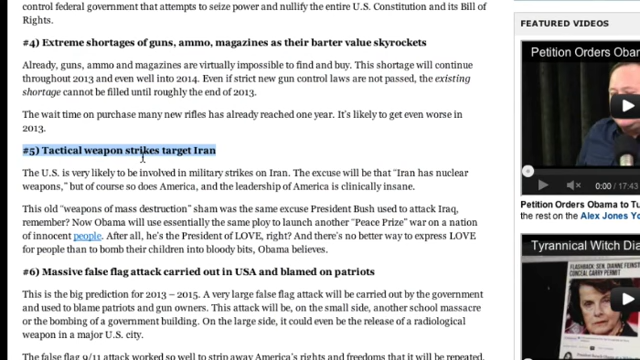 control federal government that attempts to seize power and nullify the entire U.S. Constitution and its Bill of
Rights.
#4) Extreme shortages of guns, ammo, magazines as their barter value skyrockets
Already, guns, ammo and magazines are virtually impossible to find and buy. This shortage will continue
throughout 2013 and even well into 2014. Even if strict new gun control laws are not passed, the existing
shortage cannot be filled until roughly the end of 2013.
The wait time on purchase many new rifles has already reached one year. It's likely to get even worse in
2013.
#5) Tactical weapon strikes target Iran
The U.S. is very likely to be involved in military strikes on Iran. The excuse will be that "Iran has nuclear
weapons," but of course so does America, and the leadership of America is clinically insane.
This old "weapons of mass destruction" sham was the same excuse President Bush used to attack Iraq,
remember? Now Obama will use essentially the same ploy to launch another "Peace Prize" war on a nation
of innocent people. After all, he's the President of LOVE, right? And there's no better way to express LOVE
for people than to bomb their children into bloody bits, Obama believes.
#6) Massive false flag attack carried out in USA and blamed on patriots
This is the big prediction for 2013 – 2015. A very large false flag attack will be carried out by the government
and used to blame patriots and gun owners. This attack will be, on the small side, another school massacre
or the bombing of a government building. On the large side, it could even be the release of a radiological
weapon in a major U.S. city.
The false flag 9/11 attack worked so well to strip away America's rights and freedoms that it will be repeated.
FEATURED VIDEOS
Petition Orders Obam
0:00 / 17:43
Petition Orders Obama to Tu
the rest on the Alex Jones Yo
Tyrannical Witch Dia
FLASHBACK: SEN. DIANNE FEINSTE
CONCEAL CARRY PERMIT